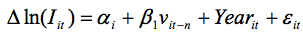 Δln(I_it) = α_i + β_1 v_it−n + Year_it + ε_it